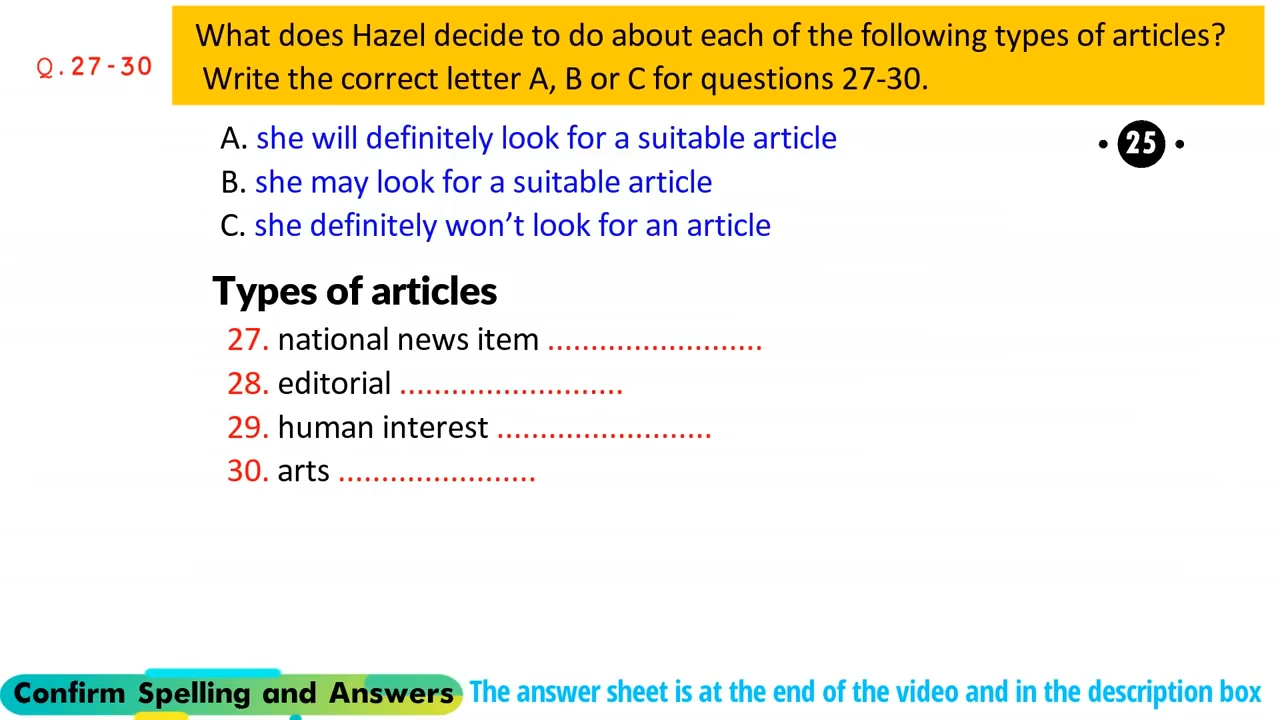 Q.27-30
What does Hazel decide to do about each of the following types of articles?
Write the correct letter A, B or C for questions 27-30.
A. she will definitely look for a suitable article
• 25 •
B. she may look for a suitable article
C. she definitely won’t look for an article
Types of articles
27. national news item .........................
28. editorial ..........................
29. human interest .........................
30. arts .......................
Confirm Spelling and Answers The answer sheet is at the end of the video and in the description box